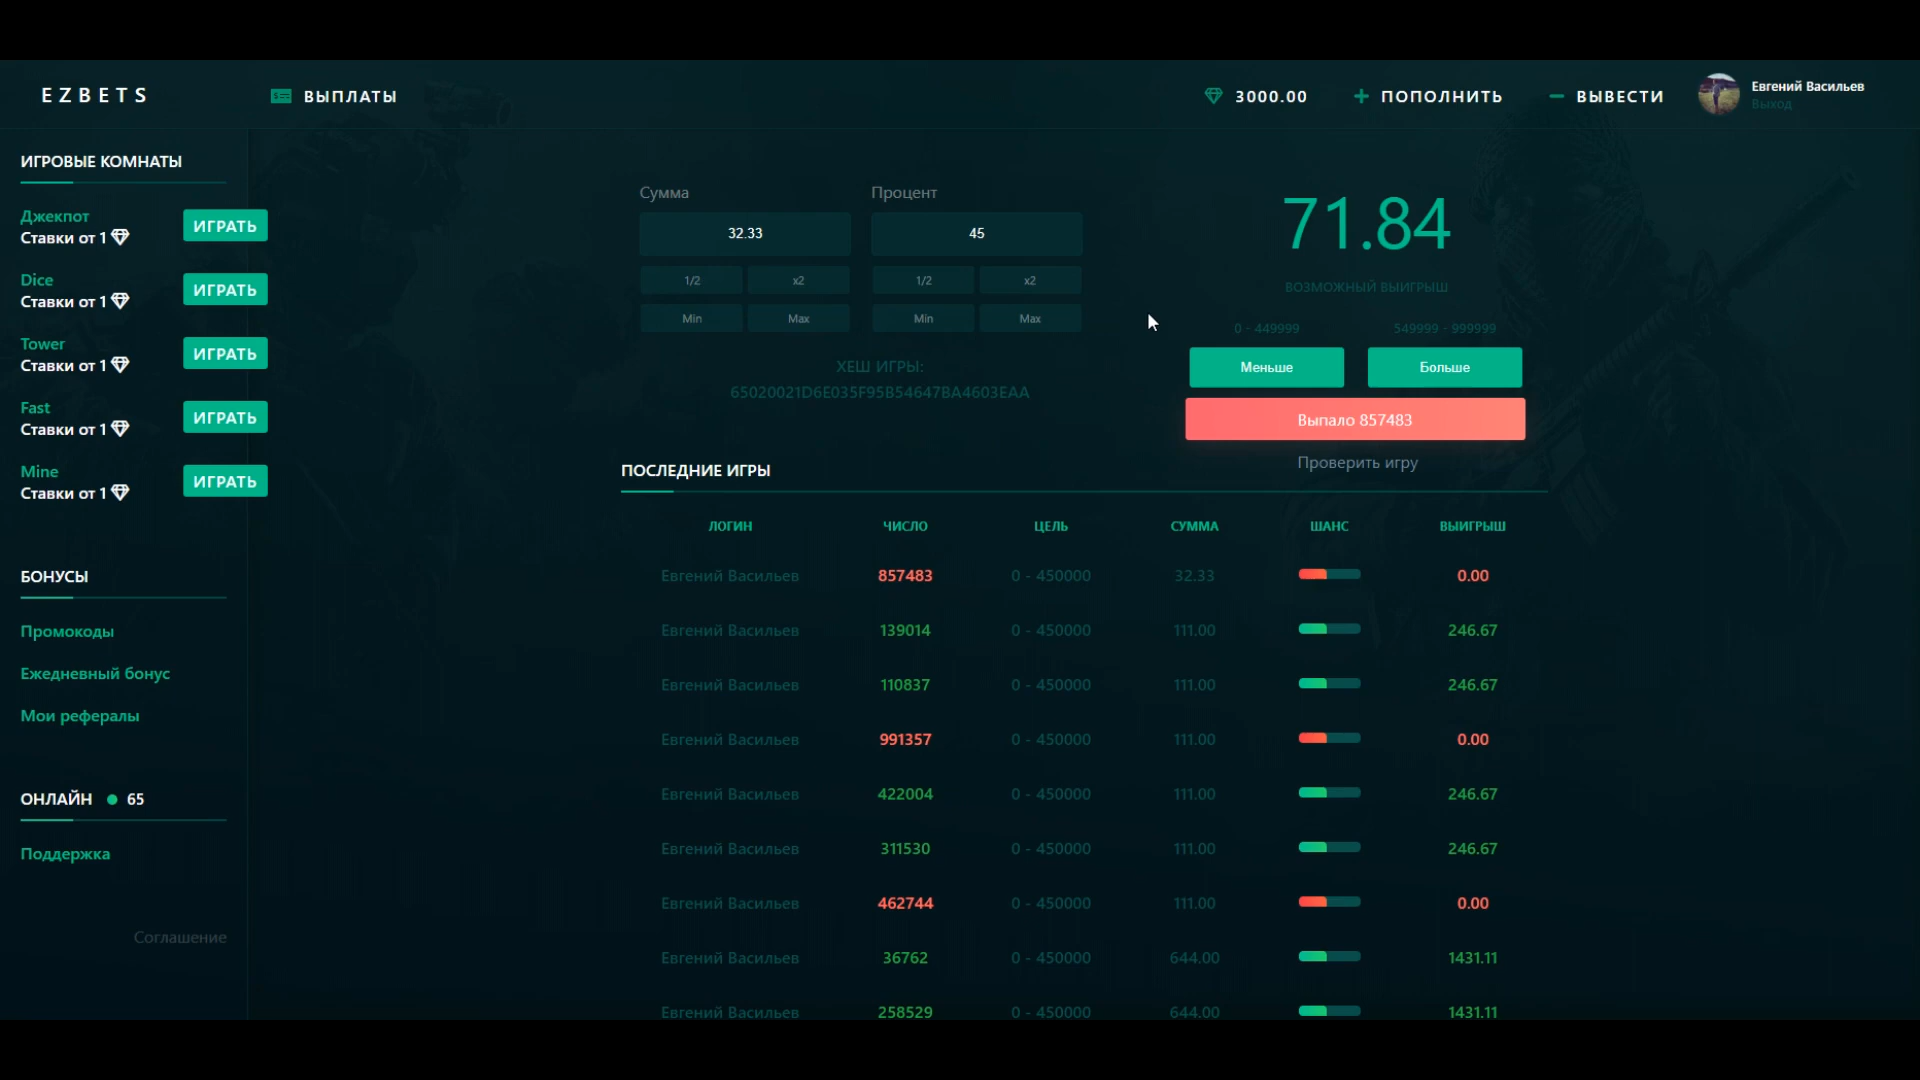 EZBETS
ВЫПЛАТЫ
3000.00
ПОПОЛНИТЬ
ВЫВЕСТИ
Евгений Васильев
Выход
ИГРОВЫЕ КОМНАТЫ
Джекпот
Ставки от 1
ИГРАТЬ
Dice
Ставки от 1
ИГРАТЬ
Tower
Ставки от 1
ИГРАТЬ
Fast
Ставки от 1
ИГРАТЬ
Mine
Ставки от 1
ИГРАТЬ
БОНУСЫ
Промокоды
Ежедневный бонус
Мои рефералы
ОНЛАЙН 65
Поддержка
Соглашение
Сумма
32.33
1/2 x2
Min Max
Процент
45
1/2 x2
Min Max
ХЕШ ИГРЫ:
65020021D6E035F95B54647BA4603EAA
71.84
ВОЗМОЖНЫЙ ВЫИГРЫШ
0 - 449999
549999 - 999999
Меньше
Больше
Выпало 857483
Проверить игру
ПОСЛЕДНИЕ ИГРЫ
ЛОГИН ЧИСЛО ЦЕЛЬ СУММА ШАНС ВЫИГРЫШ
Евгений Васильев 857483 0 - 450000 32.33 0.00
Евгений Васильев 139014 0 - 450000 111.00 246.67
Евгений Васильев 110837 0 - 450000 111.00 246.67
Евгений Васильев 991357 0 - 450000 111.00 0.00
Евгений Васильев 422004 0 - 450000 111.00 246.67
Евгений Васильев 311530 0 - 450000 111.00 246.67
Евгений Васильев 462744 0 - 450000 111.00 0.00
Евгений Васильев 36762 0 - 450000 644.00 1431.11
Евгений Васильев 258529 0 - 450000 644.00 1431.11